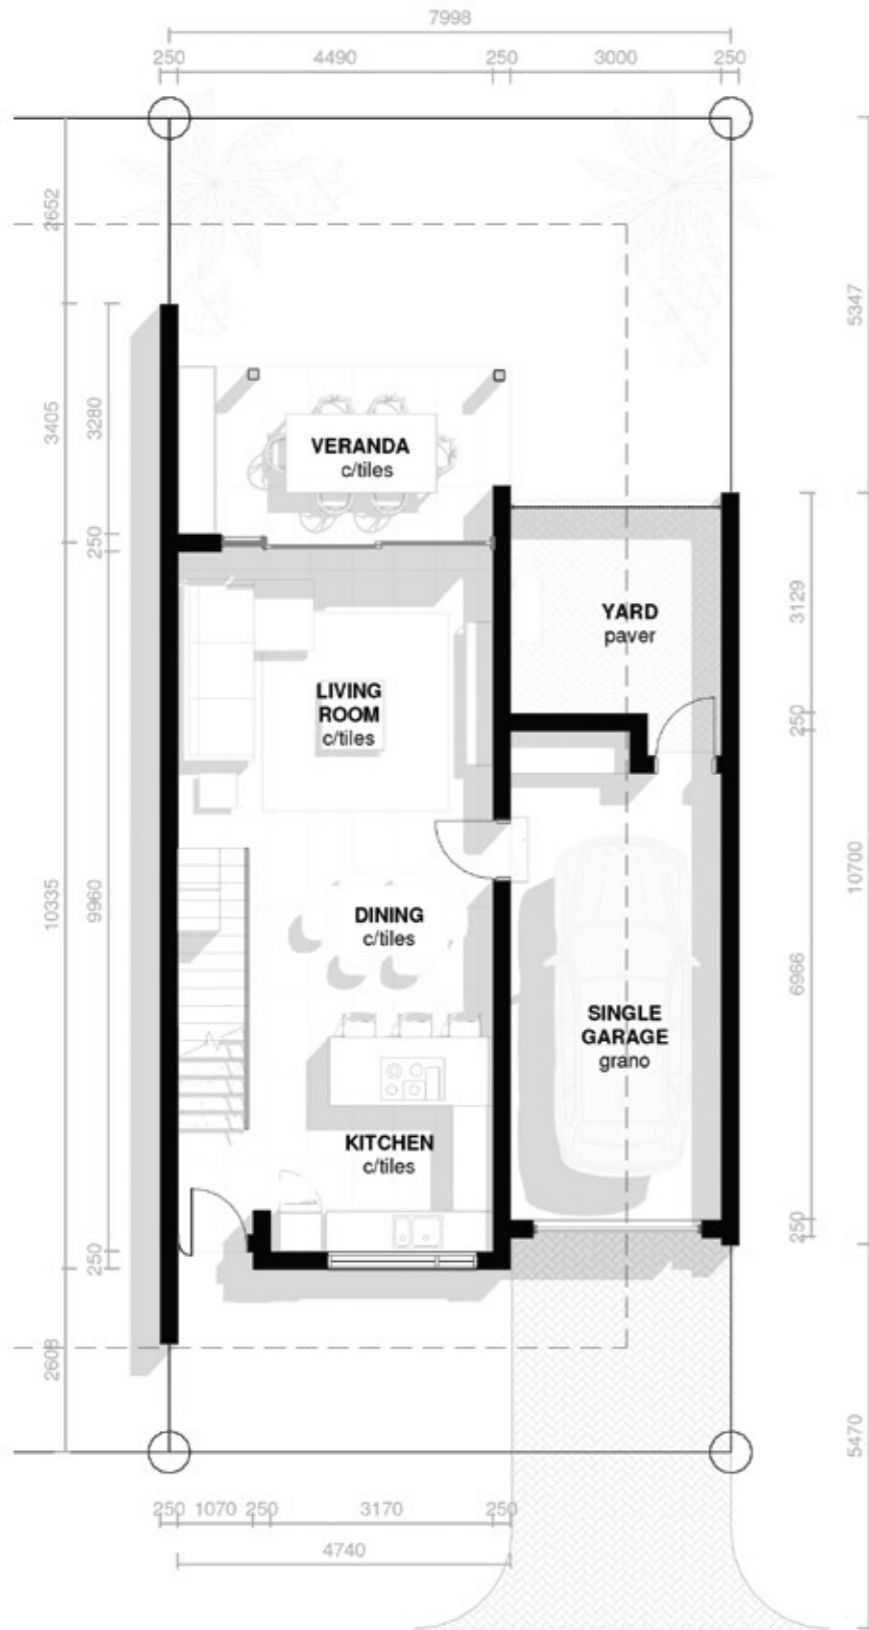 7998
250 4490 250 3000 250
2652
5347
3405
3280
VERANDA
c/tiles
250
YARD
paver
3129
LIVING
ROOM
c/tiles
250
10335
9960
DINING
c/tiles
10700
6966
SINGLE
GARAGE
grano
KITCHEN
c/tiles
250
250
2608
5470
250 1070 250 3170 250
4740